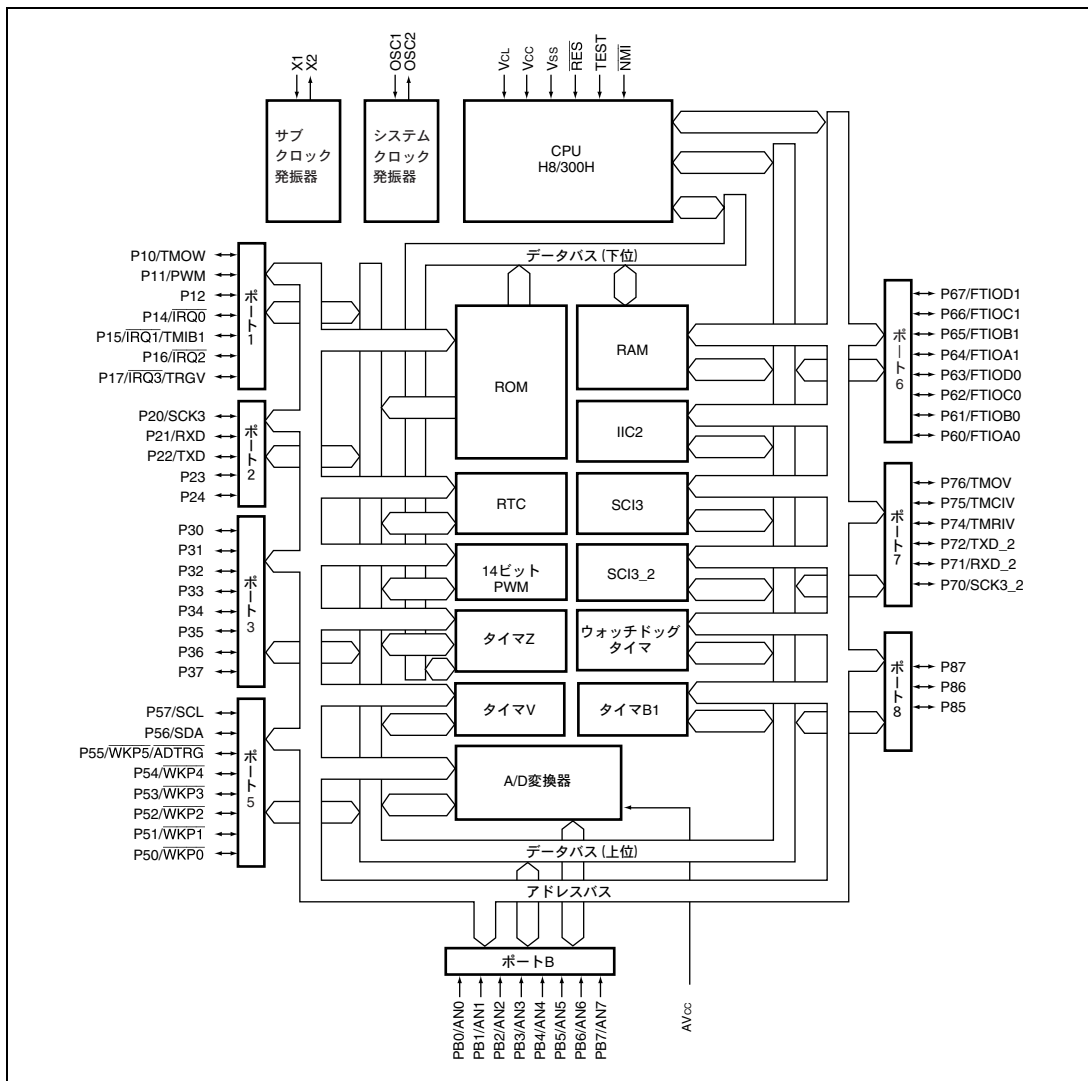 X1
X2
OSC1
OSC2
VCL
VCC
VSS
RES
TEST
NMI
サブ
クロック
発振器
システム
クロック
発振器
CPU
H8/300H
データバス(下位)
P10/TMOW
P11/PWM
P12
P14/IRQ0
P15/IRQ1/TMIB1
P16/IRQ2
P17/IRQ3/TRGV
ポート1
P20/SCK3
P21/RXD
P22/TXD
P23
P24
ポート2
P30
P31
P32
P33
P34
P35
P36
P37
ポート3
P57/SCL
P56/SDA
P55/WKP5/ADTRG
P54/WKP4
P53/WKP3
P52/WKP2
P51/WKP1
P50/WKP0
ポート5
ROM
RAM
IIC2
RTC
SCI3
14ビット
PWM
SCI3_2
タイマZ
ウォッチドッグ
タイマ
タイマV
タイマB1
A/D変換器
ポート6
P67/FTIOD1
P66/FTIOC1
P65/FTIOB1
P64/FTIOA1
P63/FTIOD0
P62/FTIOC0
P61/FTIOB0
P60/FTIOA0
ポート7
P76/TMOV
P75/TMCIV
P74/TMRIV
P72/TXD_2
P71/RXD_2
P70/SCK3_2
ポート8
P87
P86
P85
データバス(上位)
アドレスバス
ポートB
PB0/AN0
PB1/AN1
PB2/AN2
PB3/AN3
PB4/AN4
PB5/AN5
PB6/AN6
PB7/AN7
AVCC